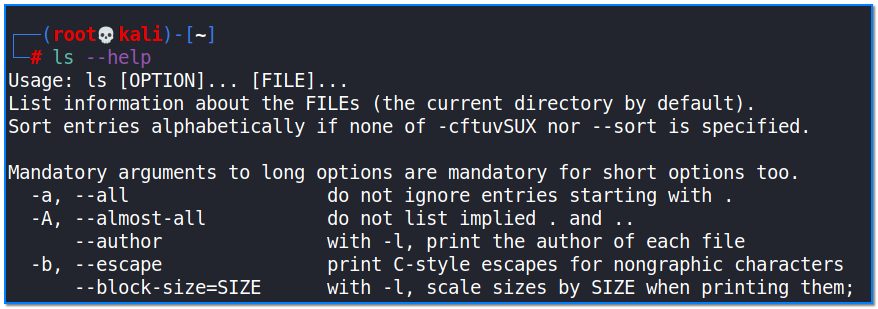 ┌──(root💀kali)-[~]
└─# ls --help
Usage: ls [OPTION]... [FILE]...
List information about the FILEs (the current directory by default).
Sort entries alphabetically if none of -cftuvSUX nor --sort is specified.

Mandatory arguments to long options are mandatory for short options too.
  -a, --all                  do not ignore entries starting with .
  -A, --almost-all           do not list implied . and ..
      --author               with -l, print the author of each file
  -b, --escape               print C-style escapes for nongraphic characters
      --block-size=SIZE      with -l, scale sizes by SIZE when printing them;